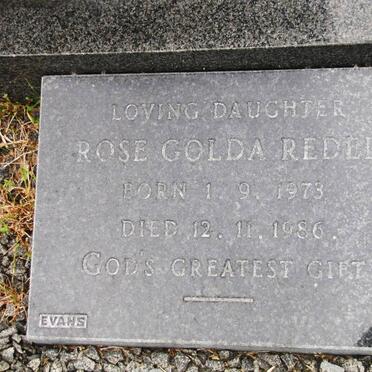 LOVING DAUGHTER
ROSE GOLDA
BORN 1. 9. 1973
DIED 12. 11. 1986.
GOD'S GREATEST GIFT
EVANS